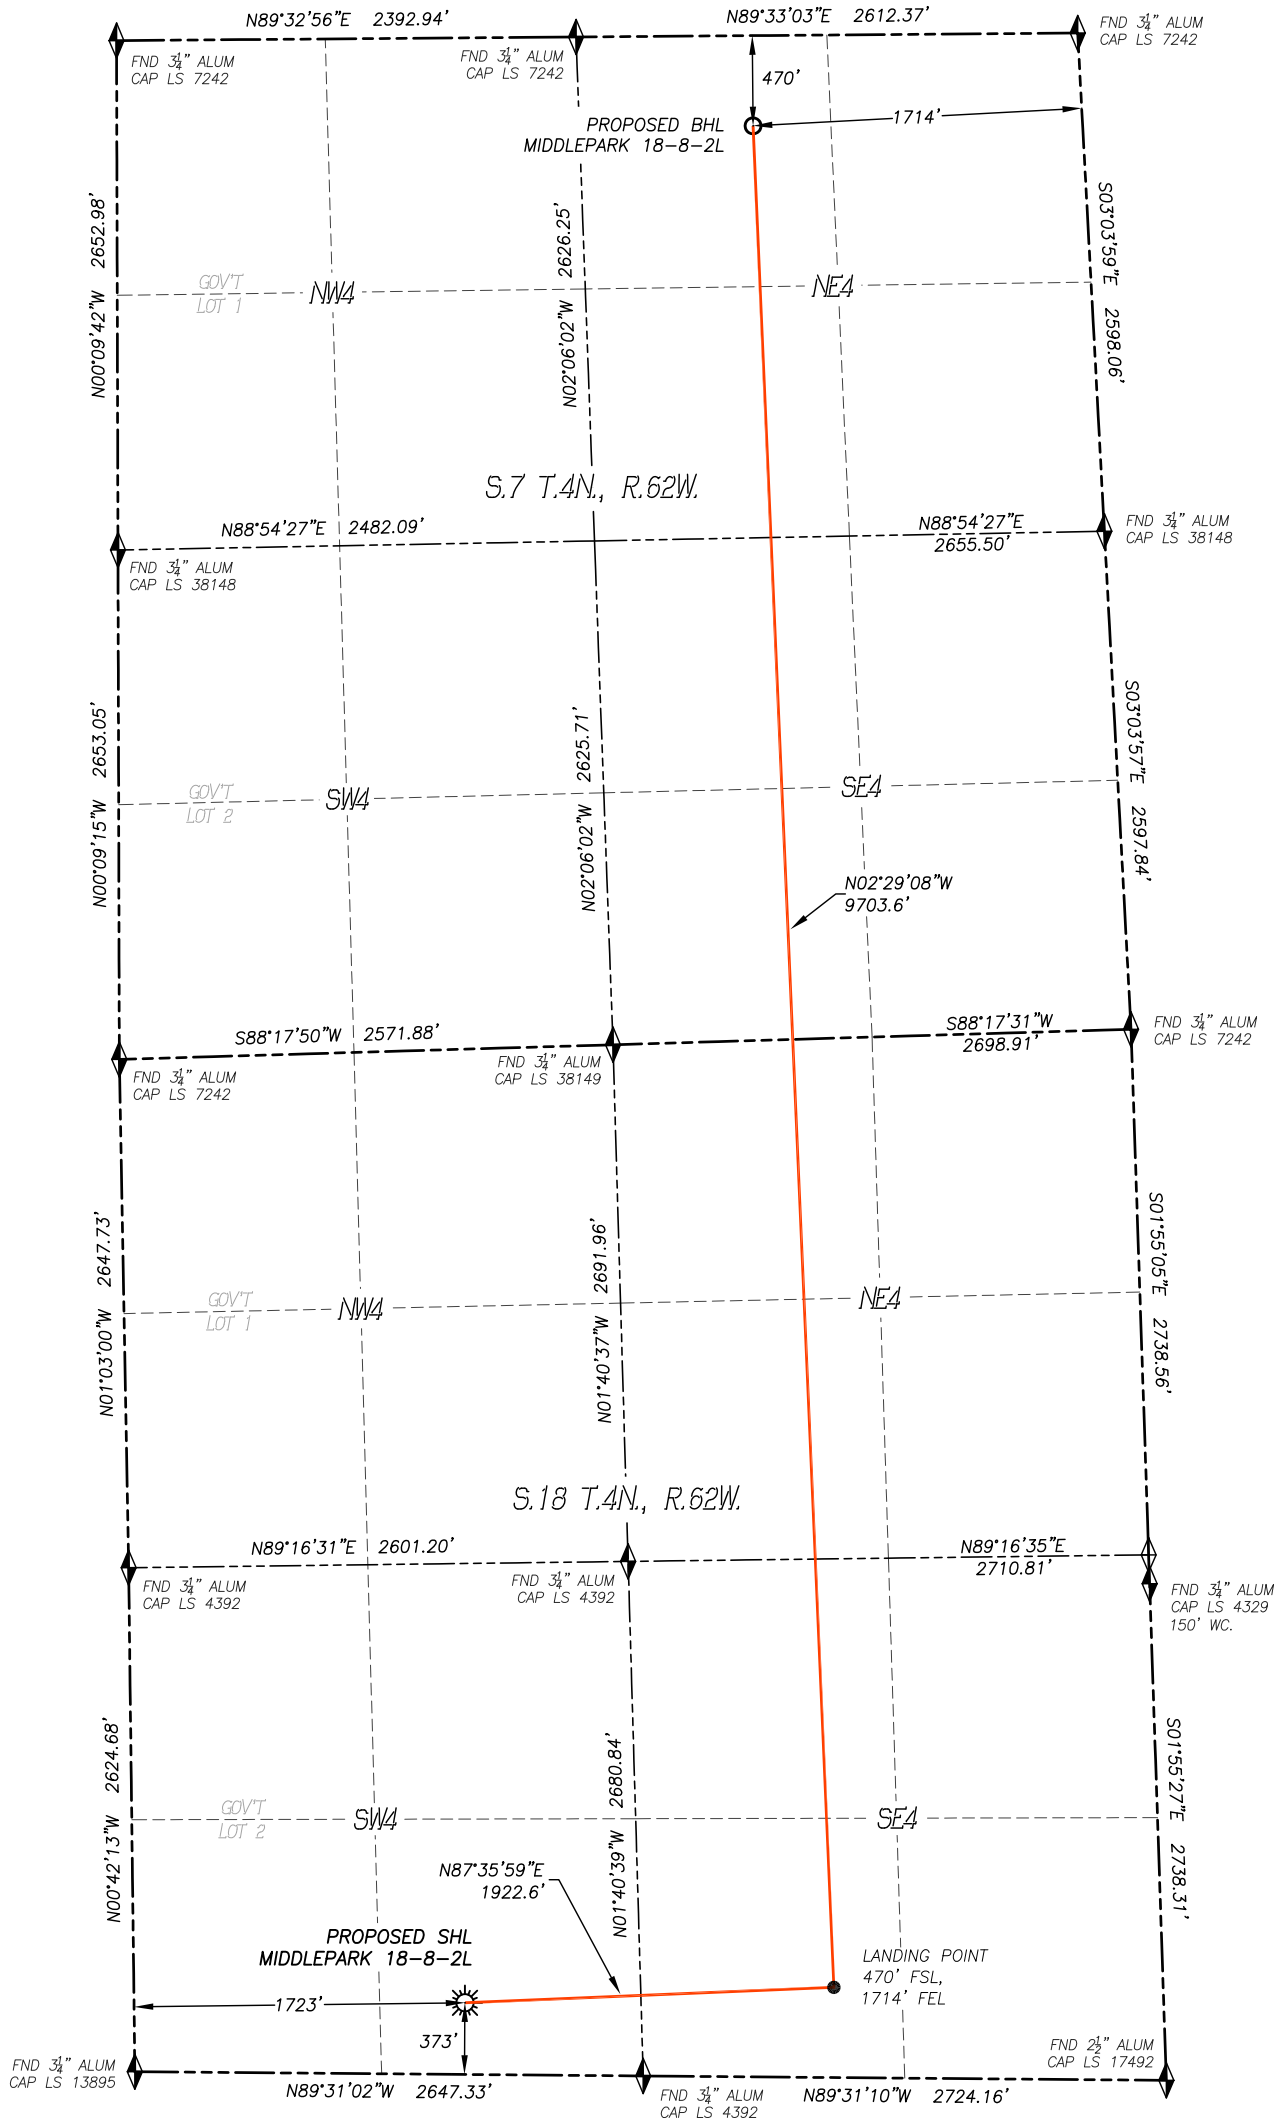 N89°32'56"E 2392.94'
N89°33'03"E 2612.37'
FND 3¼" ALUM
CAP LS 7242
FND 3¼" ALUM
CAP LS 7242
FND 3¼" ALUM
CAP LS 7242
470'
1714'
PROPOSED BHL
MIDDLEPARK 18-8-2L
N00°09'42"W 2652.98'
N02°06'02"W 2626.25'
S03°03'59"E 2598.06'
GOV'T
LOT 1
NW4
NE4
S.7 T.4N., R.62W.
N88°54'27"E 2482.09'
N88°54'27"E
2655.50'
FND 3¼" ALUM
CAP LS 38148
FND 3¼" ALUM
CAP LS 38148
N00°09'15"W 2653.05'
N02°06'02"W 2625.71'
S03°03'57"E 2597.84'
GOV'T
LOT 2
SW4
SE4
N02°29'08"W
9703.6'
S88°17'50"W 2571.88'
S88°17'31"W
2698.91'
FND 3¼" ALUM
CAP LS 7242
FND 3¼" ALUM
CAP LS 38149
FND 3¼" ALUM
CAP LS 7242
N01°03'00"W 2647.73'
N01°40'37"W 2691.96'
S01°55'05"E 2738.56'
GOV'T
LOT 1
NW4
NE4
S.18 T.4N., R.62W.
N89°16'31"E 2601.20'
N89°16'35"E
2710.81'
FND 3¼" ALUM
CAP LS 4392
FND 3¼" ALUM
CAP LS 4392
FND 3¼" ALUM
CAP LS 4329
150' WC.
N00°42'13"W 2624.68'
N01°40'39"W 2680.84'
S01°55'27"E 2738.31'
GOV'T
LOT 2
SW4
SE4
N87°35'59"E
1922.6'
PROPOSED SHL
MIDDLEPARK 18-8-2L
LANDING POINT
470' FSL,
1714' FEL
1723'
373'
FND 3¼" ALUM
CAP LS 13895
N89°31'02"W 2647.33'
FND 3¼" ALUM
CAP LS 4392
N89°31'10"W 2724.16'
FND 2½" ALUM
CAP LS 17492